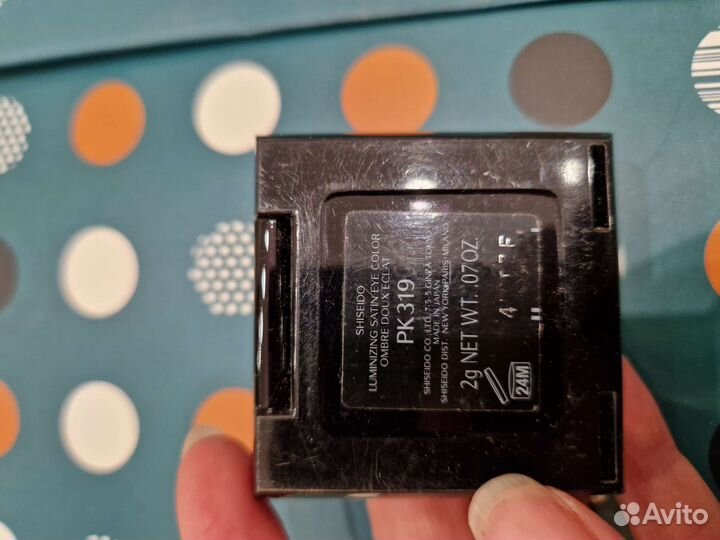 SHISEIDO
LUMINIZING SATIN EYE COLOR
OMBRE DOUX ECLAT
PK319
SHISEIDO CO.,LTD. 7-5-5 GINZA
MADE IN JAPAN
SHISEIDO DIST. NEW YORK·PARIS·MILANO
2g NET WT. .07OZ.
24M
Avito